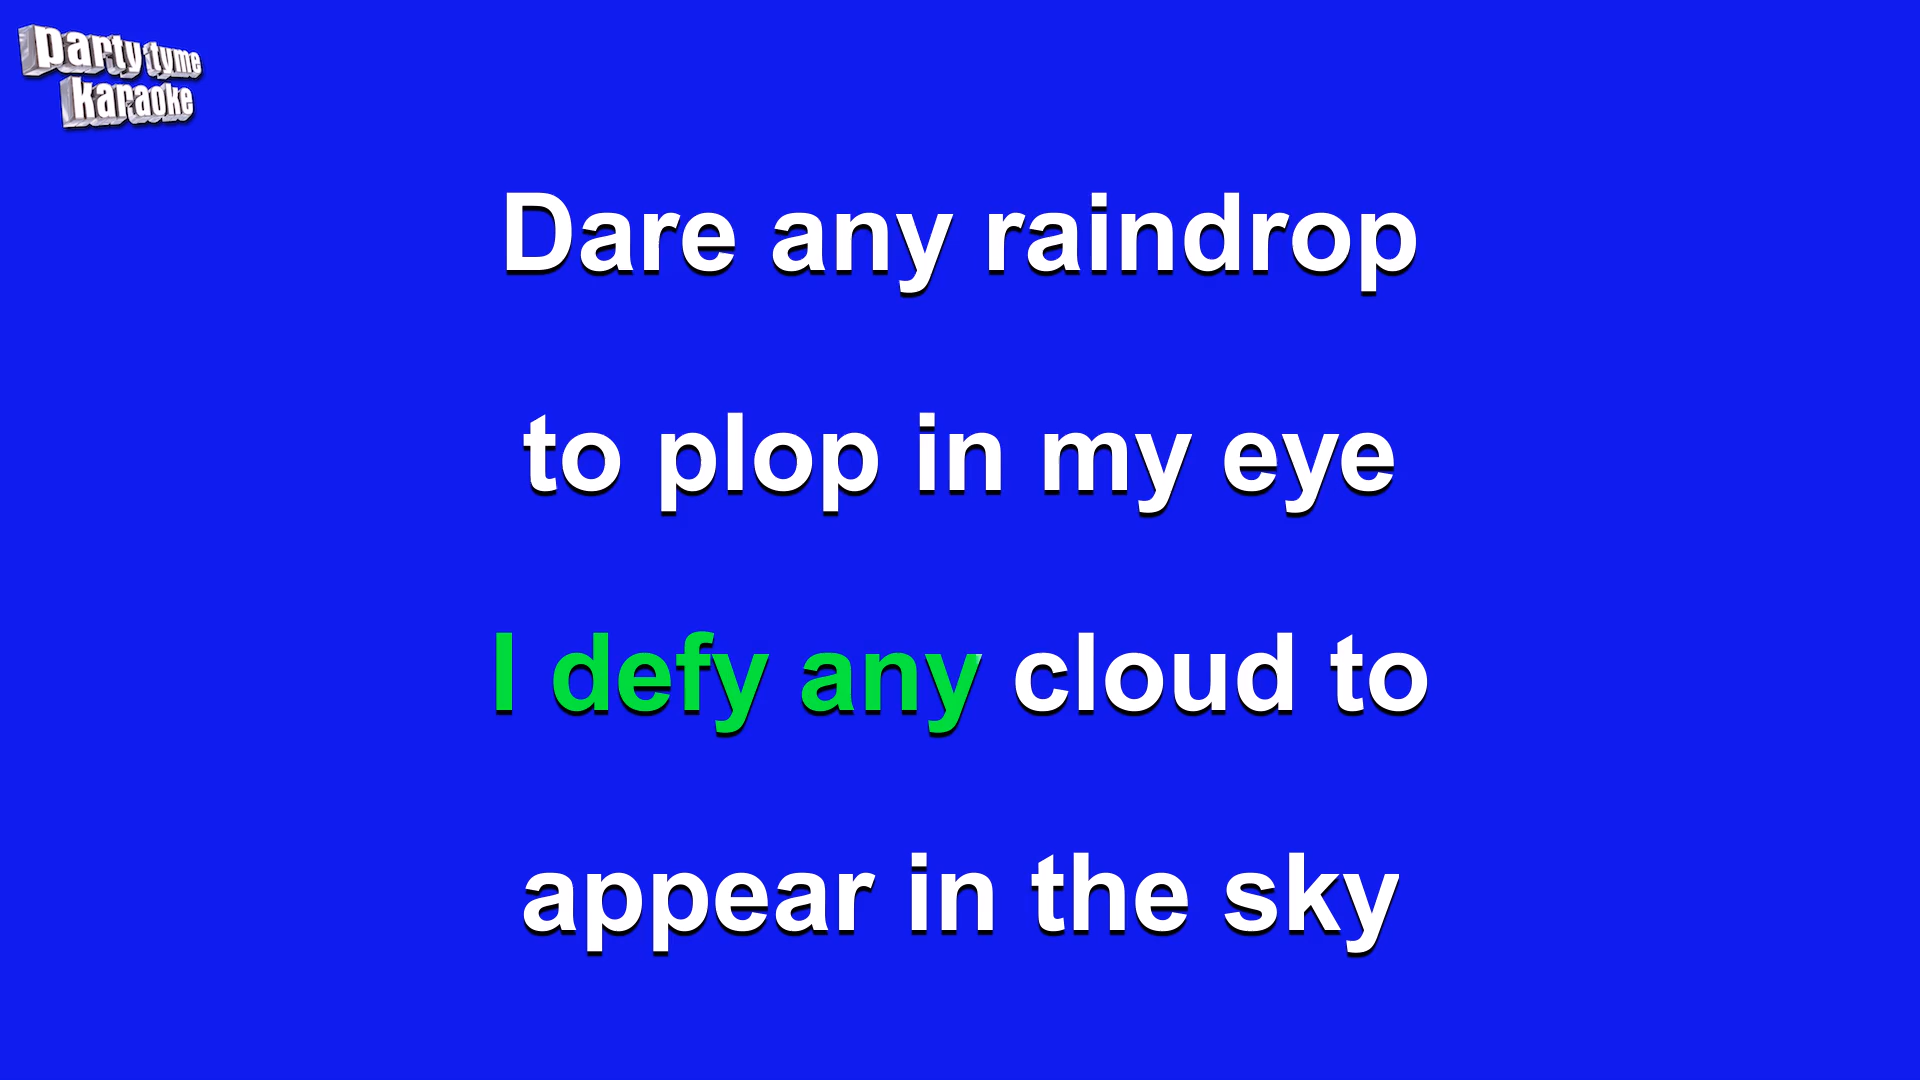 party tyme
karaoke
Dare any raindrop
to plop in my eye
I defy any cloud to
appear in the sky